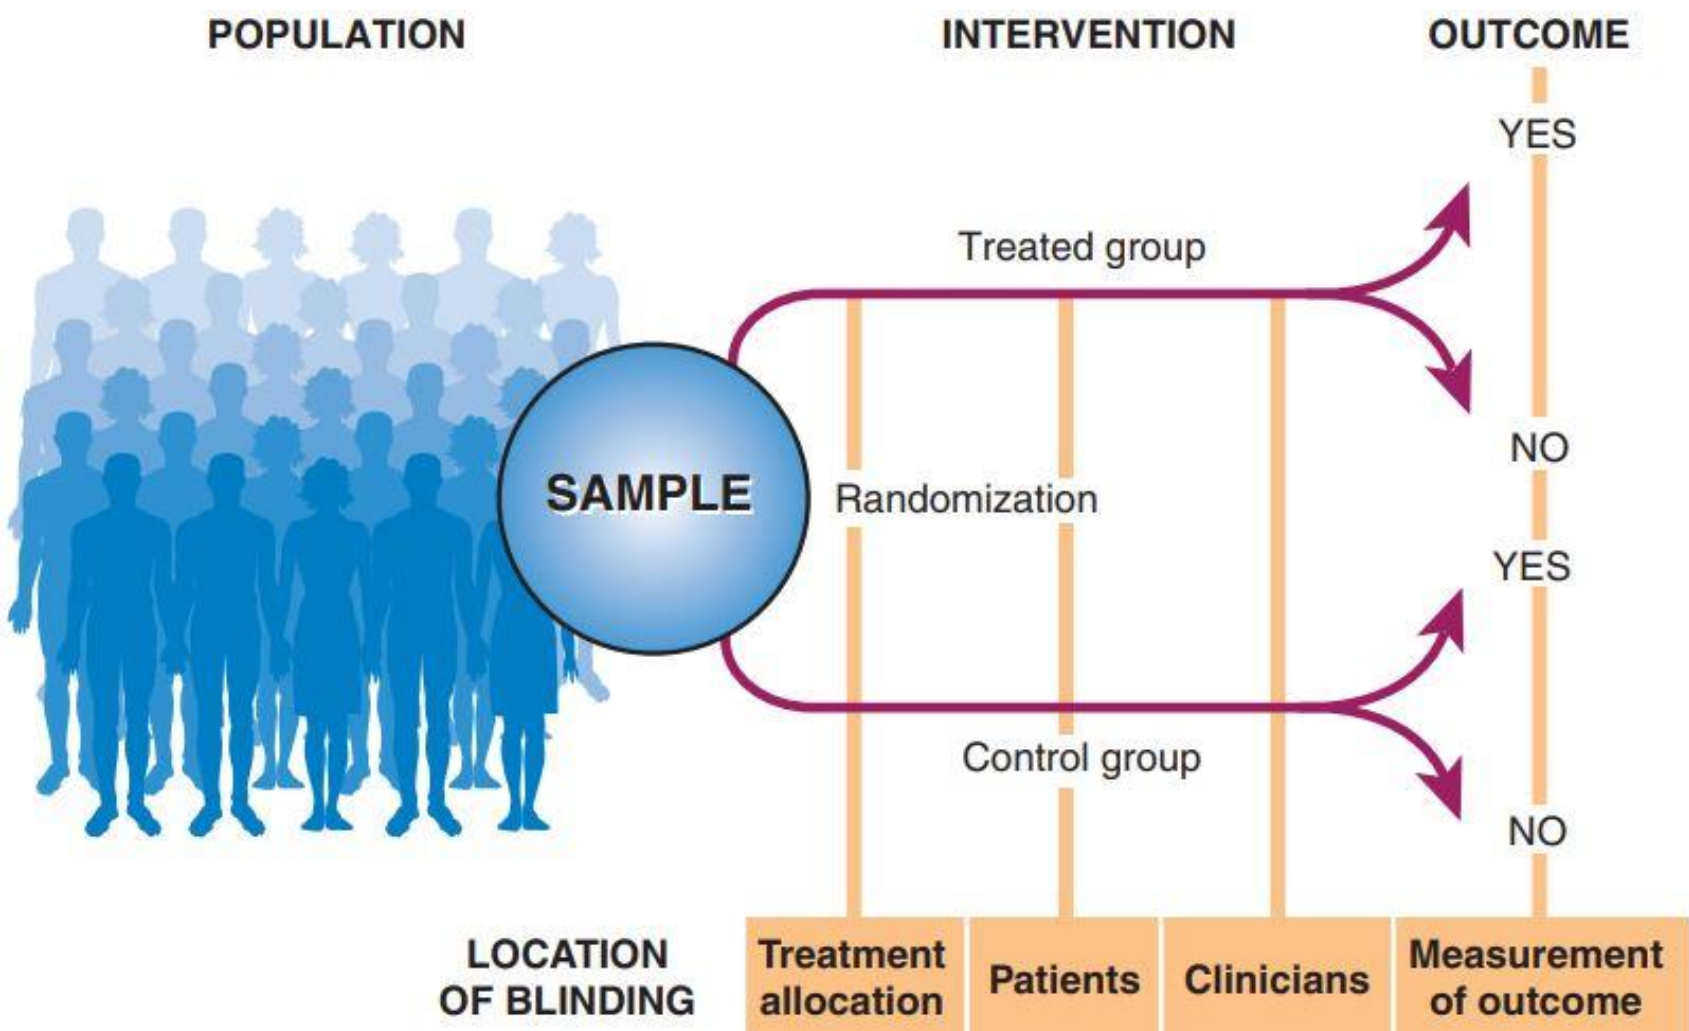 POPULATION
INTERVENTION
OUTCOME
YES
Treated group
NO
SAMPLE
Randomization
YES
Control group
NO
LOCATION
OF BLINDING
Treatment
allocation
Patients
Clinicians
Measurement
of outcome